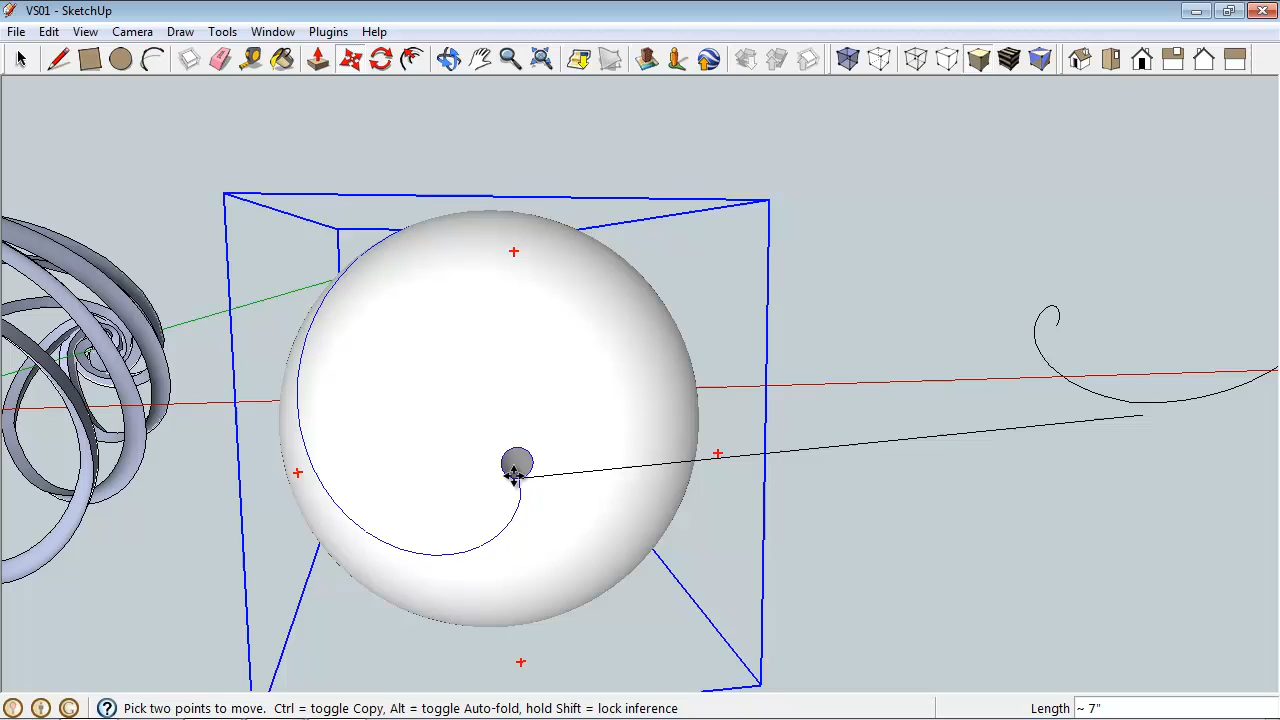 VS01 - SketchUp
File Edit View Camera Draw Tools Window Plugins Help
Pick two points to move. Ctrl = toggle Copy, Alt = toggle Auto-fold, hold Shift = lock inference Length ~ 7"